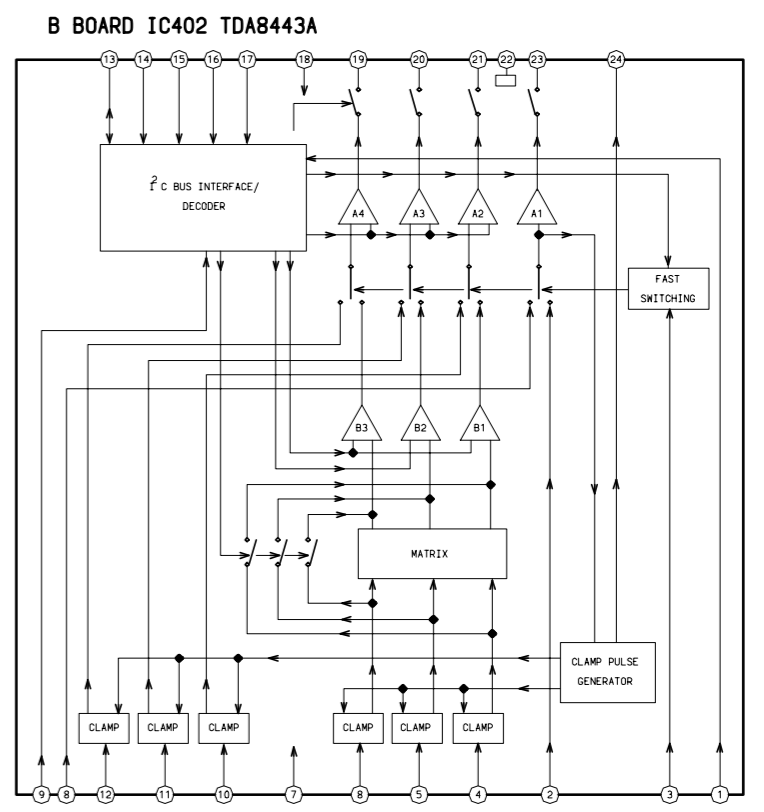 B BOARD IC402 TDA8443A
13 14 15 16 17 18 19 20 21 22 23 24
I2C BUS INTERFACE/
DECODER
A4 A3 A2 A1
FAST
SWITCHING
B3 B2 B1
MATRIX
CLAMP PULSE
GENERATOR
CLAMP CLAMP CLAMP CLAMP CLAMP CLAMP
9 8 12 11 10 7 8 5 4 2 3 1